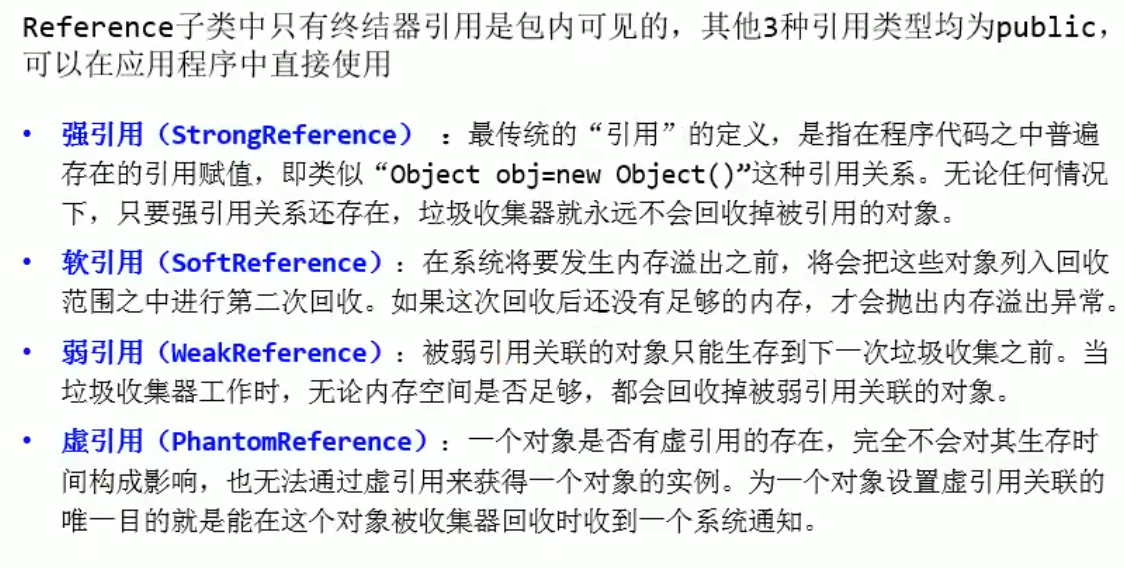 Reference子类中只有终结器引用是包内可见的，其他3种引用类型均为public，
可以在应用程序中直接使用
• 强引用（StrongReference） ：最传统的“引用”的定义，是指在程序代码之中普遍
存在的引用赋值，即类似“Object obj=new Object()”这种引用关系。无论任何情况
下，只要强引用关系还存在，垃圾收集器就永远不会回收掉被引用的对象。
• 软引用（SoftReference）：在系统将要发生内存溢出之前，将会把这些对象列入回收
范围之中进行第二次回收。如果这次回收后还没有足够的内存，才会抛出内存溢出异常。
• 弱引用（WeakReference）：被弱引用关联的对象只能生存到下一次垃圾收集之前。当
垃圾收集器工作时，无论内存空间是否足够，都会回收掉被弱引用关联的对象。
• 虚引用（PhantomReference）：一个对象是否有虚引用的存在，完全不会对其生存时
间构成影响，也无法通过虚引用来获得一个对象的实例。为一个对象设置虚引用关联的
唯一目的就是能在这个对象被收集器回收时收到一个系统通知。